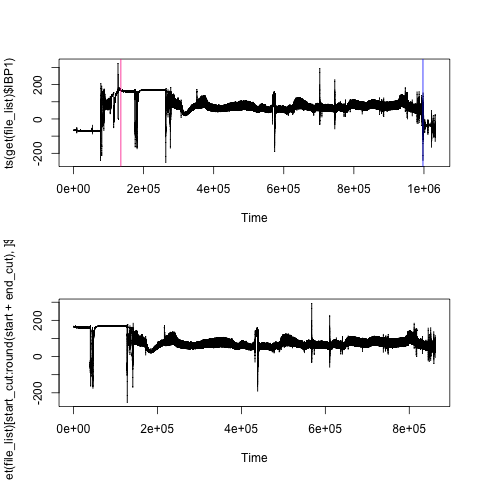 ts(get(file_list)$IBP1)
-200 0 200
0e+00 2e+05 4e+05 6e+05 8e+05 1e+06
Time
et(file_list)[start_cut:round(start + end_cut), ]$
-200 0 200
0e+00 2e+05 4e+05 6e+05 8e+05
Time